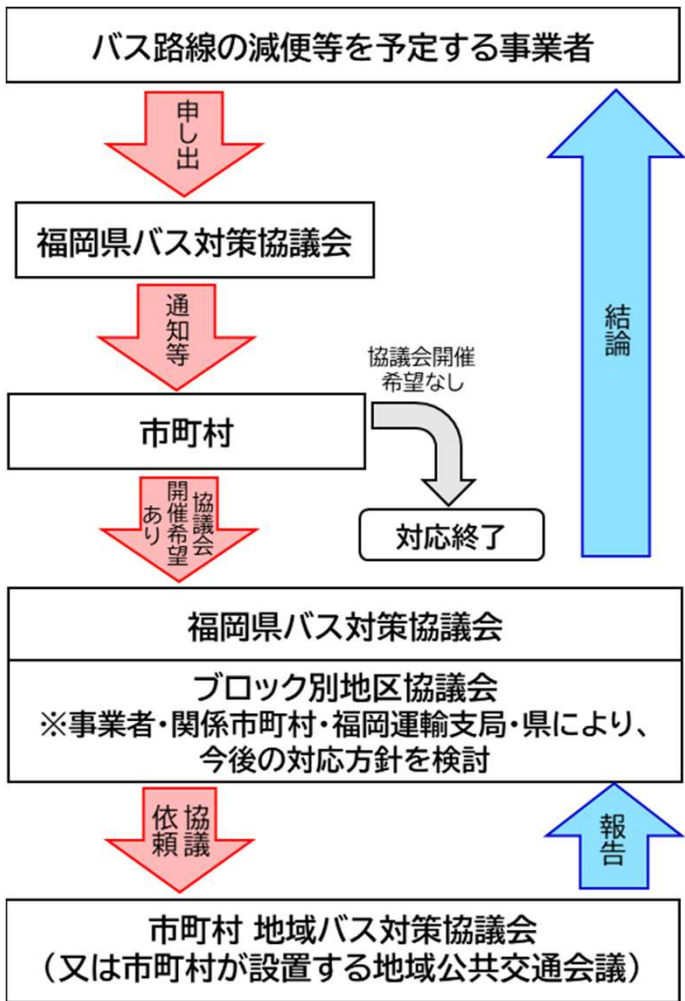 バス路線の減便等を予定する事業者
申し出
福岡県バス対策協議会
通知等
協議会開催
希望なし
市町村
協議会
開催希望
あり
対応終了
結論
福岡県バス対策協議会
ブロック別地区協議会
※事業者・関係市町村・福岡運輸支局・県により、
今後の対応方針を検討
協議
依頼
報告
市町村 地域バス対策協議会
（又は市町村が設置する地域公共交通会議）